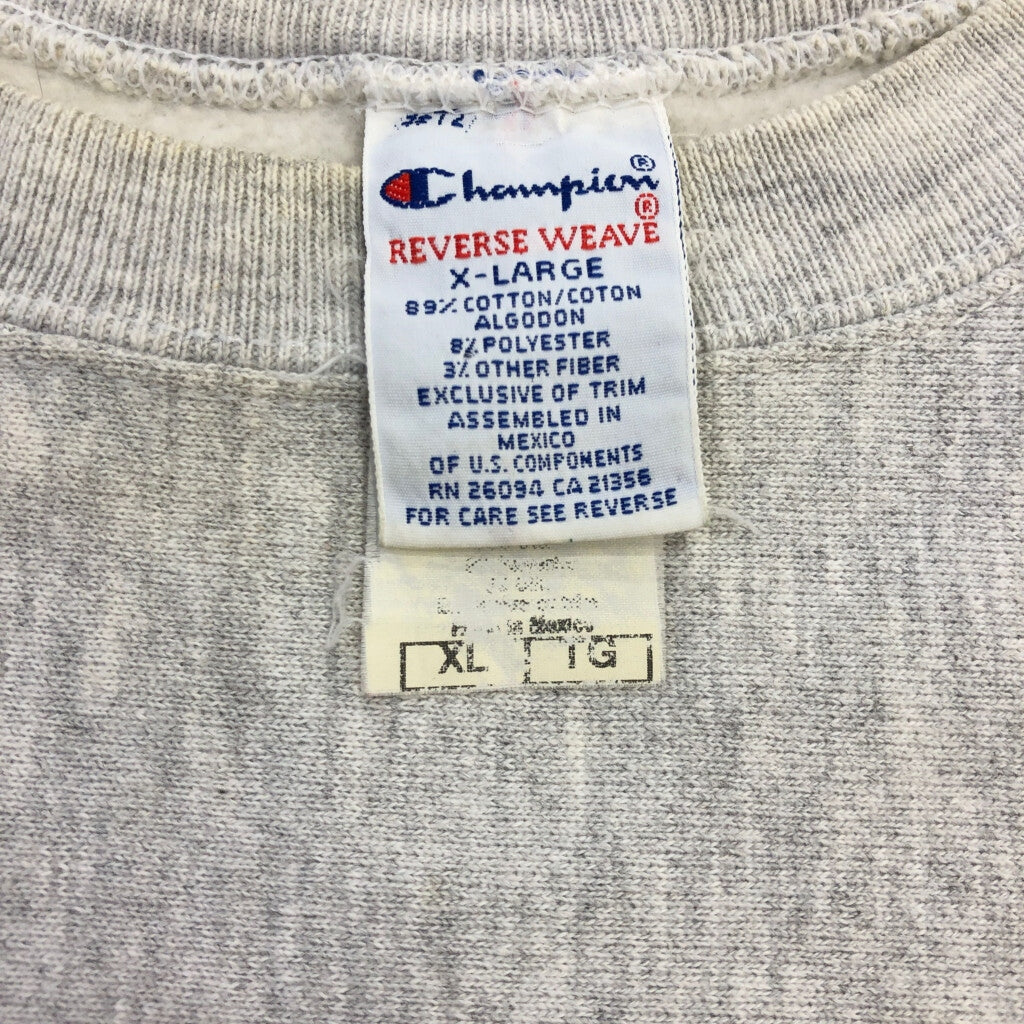 Champion®
REVERSE WEAVE®
X-LARGE
89% COTTON/COTON
ALGODON
8% POLYESTER
3% OTHER FIBER
EXCLUSIVE OF TRIM
ASSEMBLED IN
MEXICO
OF U.S. COMPONENTS
RN 26094 CA 21356
FOR CARE SEE REVERSE
Mexico
XL TG